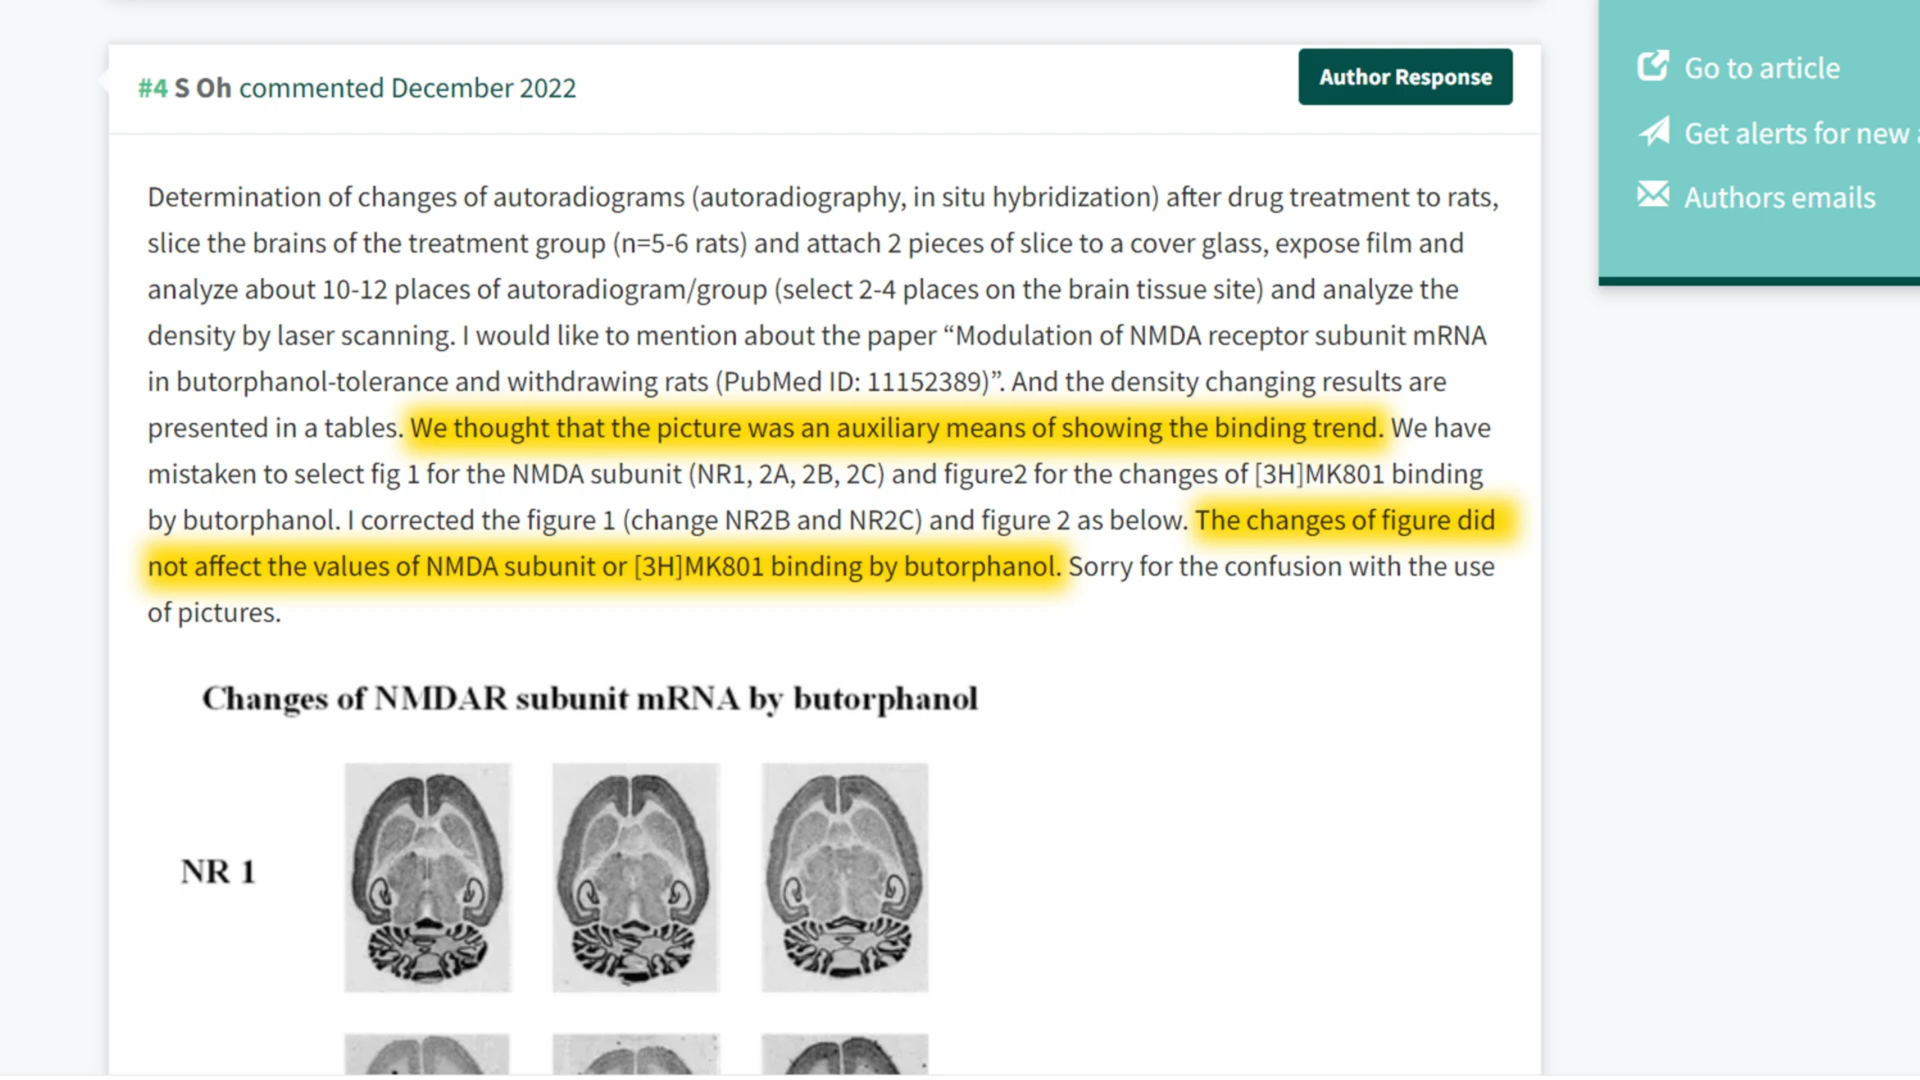 #4 S Oh commented December 2022
Author Response
Determination of changes of autoradiograms (autoradiography, in situ hybridization) after drug treatment to rats,
slice the brains of the treatment group (n=5-6 rats) and attach 2 pieces of slice to a cover glass, expose film and
analyze about 10-12 places of autoradiogram/group (select 2-4 places on the brain tissue site) and analyze the
density by laser scanning. I would like to mention about the paper “Modulation of NMDA receptor subunit mRNA
in butorphanol-tolerance and withdrawing rats (PubMed ID: 11152389)”. And the density changing results are
presented in a tables. We thought that the picture was an auxiliary means of showing the binding trend. We have
mistaken to select fig 1 for the NMDA subunit (NR1, 2A, 2B, 2C) and figure2 for the changes of [3H]MK801 binding
by butorphanol. I corrected the figure 1 (change NR2B and NR2C) and figure 2 as below. The changes of figure did
not affect the values of NMDA subunit or [3H]MK801 binding by butorphanol. Sorry for the confusion with the use
of pictures.
Changes of NMDAR subunit mRNA by butorphanol
NR 1
Go to article
Get alerts for new
Authors emails